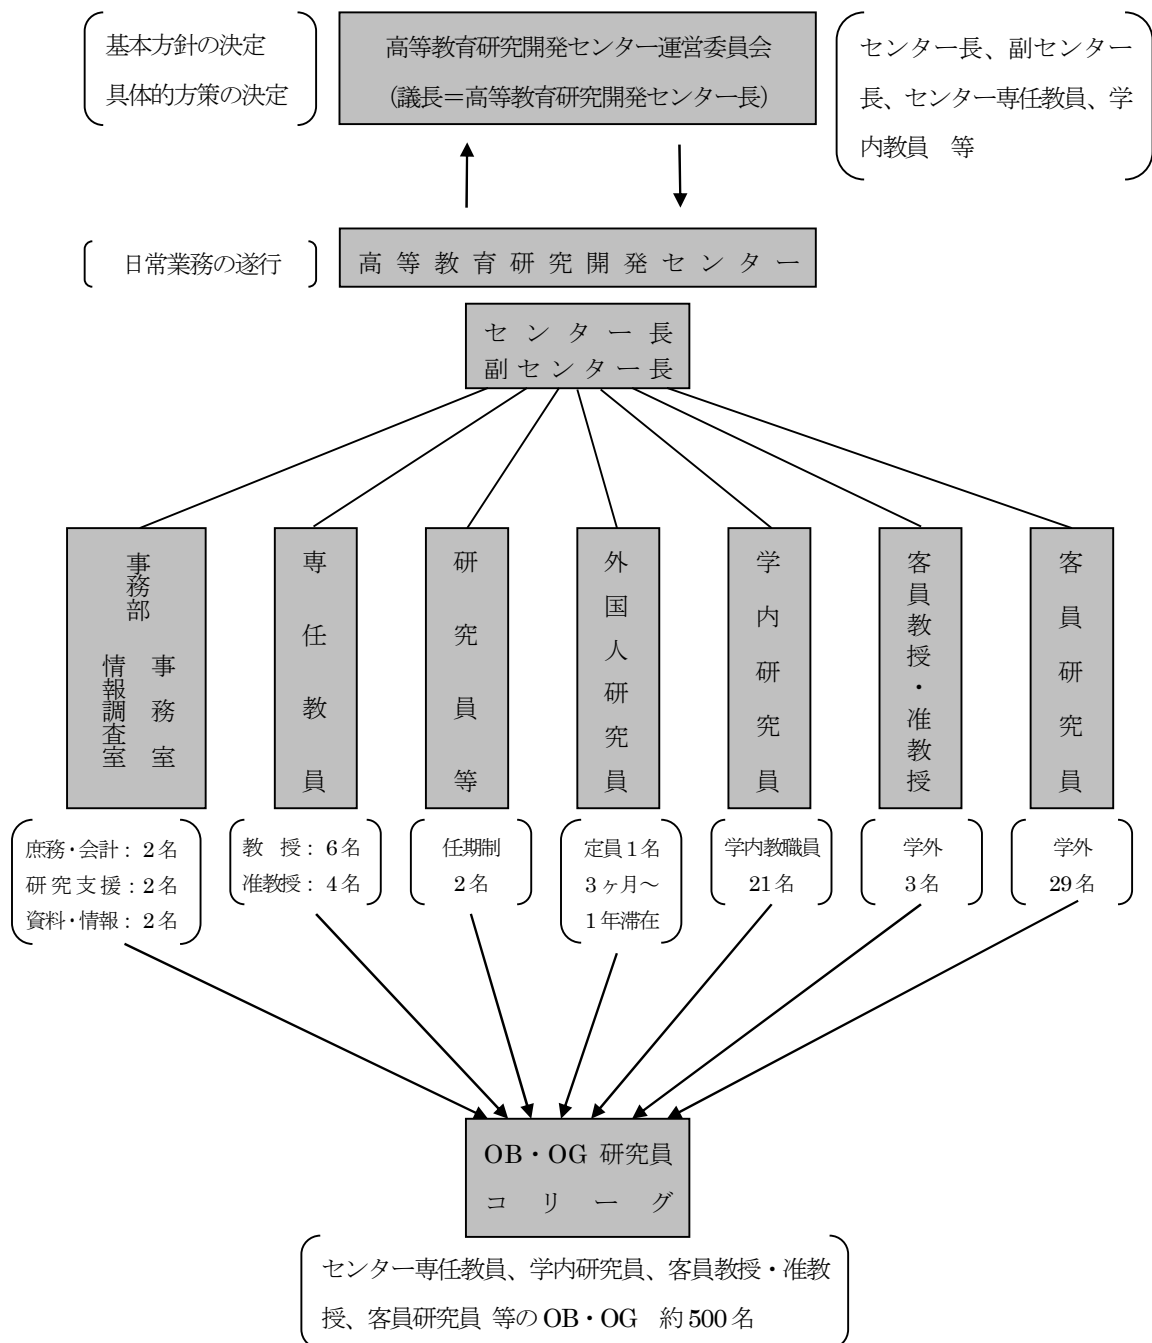 基本方針の決定
具体的方策の決定
高等教育研究開発センター運営委員会
(議長＝高等教育研究開発センター長)
センター長、副センター
長、センター専任教員、学
内教員　等
日常業務の遂行
高等教育研究開発センター
センター長
副センター長
事務部
事務室
情報調査室
専任教員
研究員等
外国人研究員
学内研究員
客員教授・准教授
客員研究員
庶務・会計：2名
研究支援：2名
資料・情報：2名
教　授：6名
准教授：4名
任期制
2名
定員1名
3ヶ月～
1年滞在
学内教職員
21名
学外
3名
学外
29名
OB・OG 研究員
コリーグ
センター専任教員、学内研究員、客員教授・准教
授、客員研究員 等のOB・OG　約500名